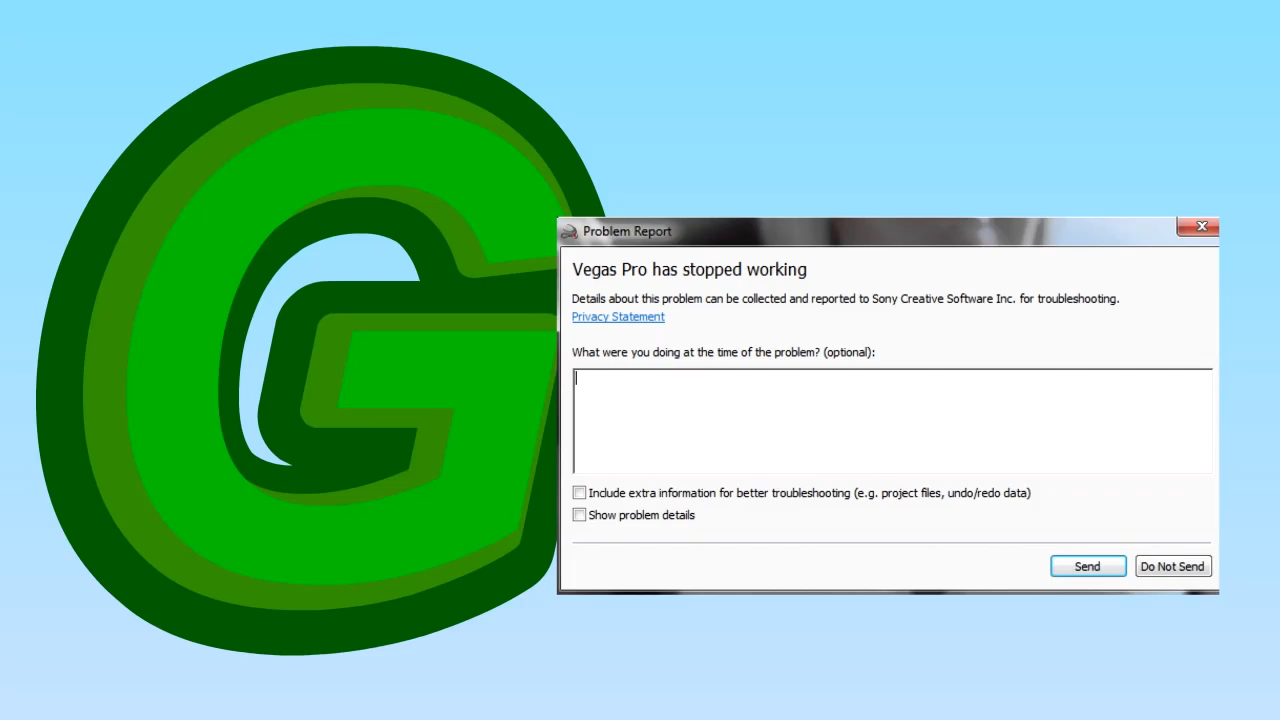 G
Problem Report
Vegas Pro has stopped working
Details about this problem can be collected and reported to Sony Creative Software Inc. for troubleshooting.
Privacy Statement
What were you doing at the time of the problem? (optional):
Include extra information for better troubleshooting (e.g. project files, undo/redo data)
Show problem details
Send
Do Not Send